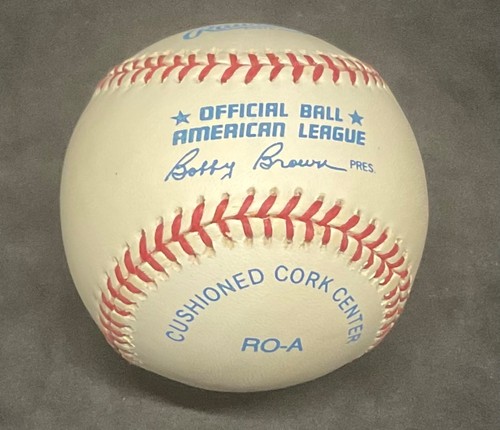 ★ OFFICIAL BALL ★
AMERICAN LEAGUE
Bobby Brown PRES.
CUSHIONED CORK CENTER
RO-A